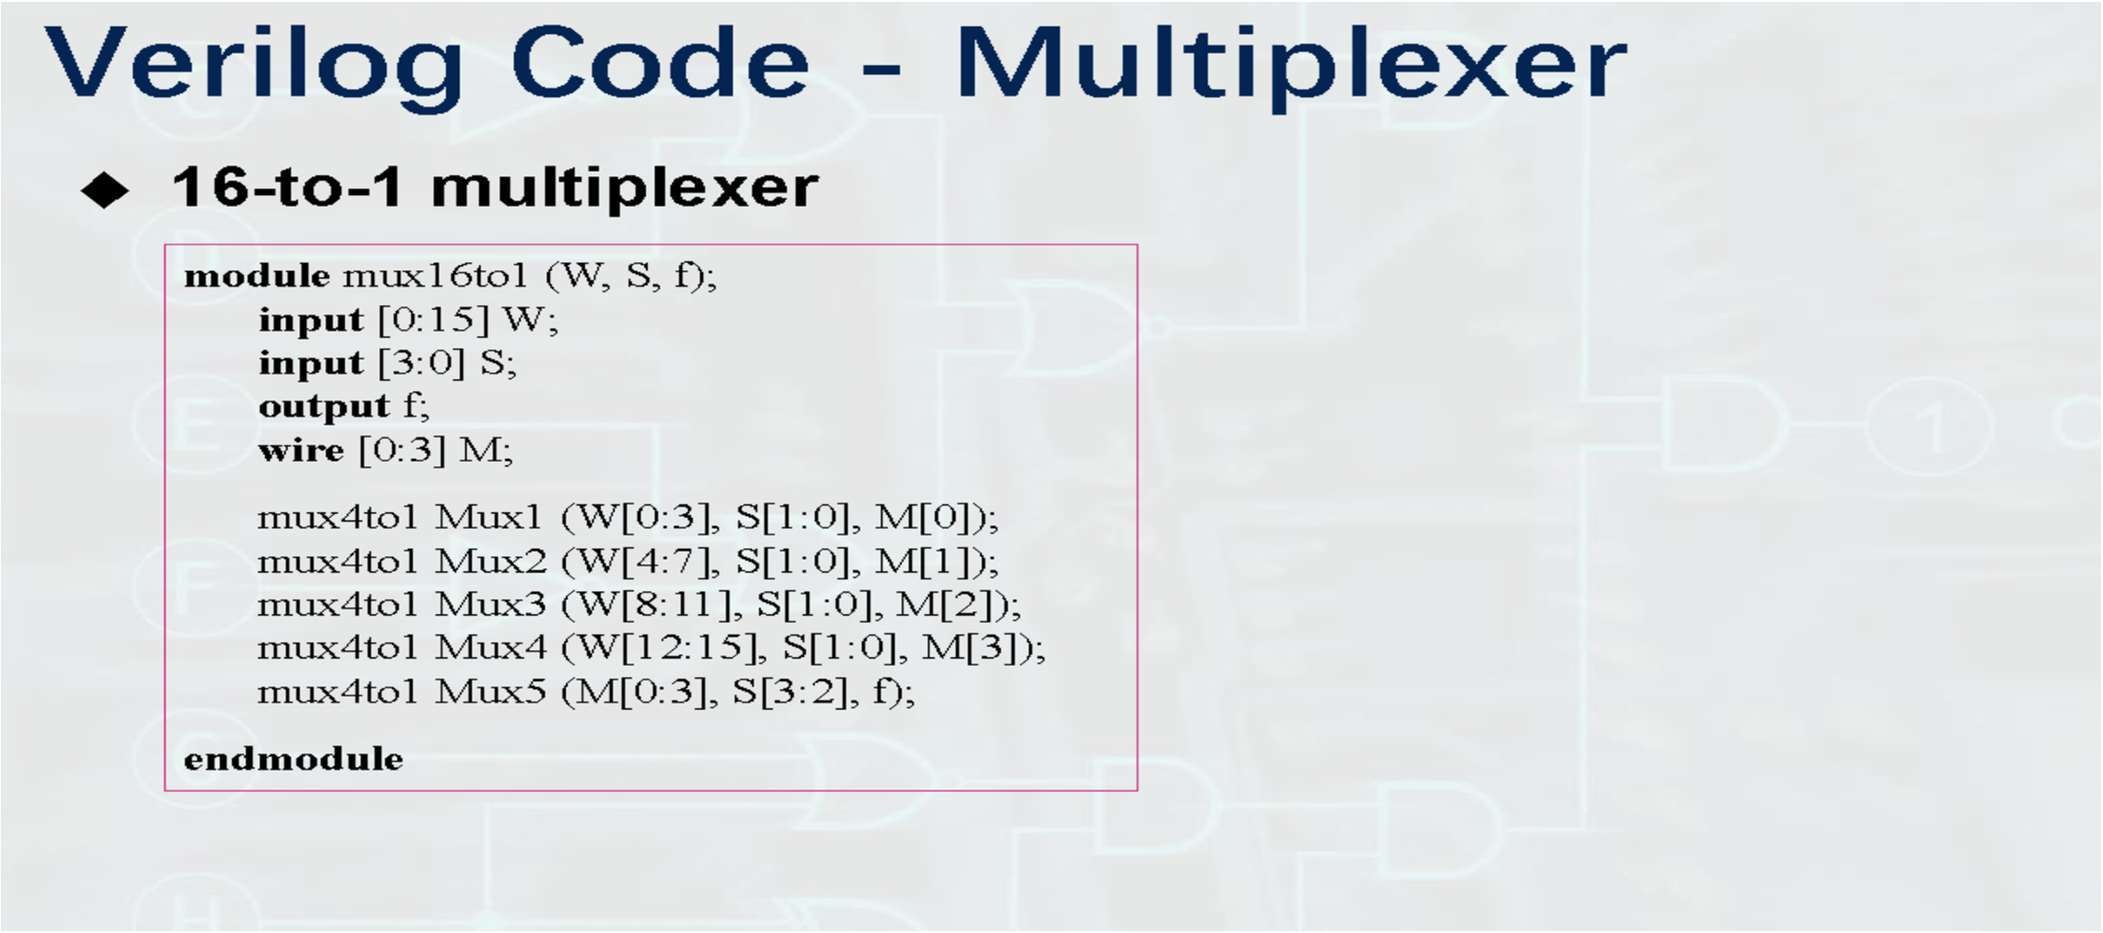 Verilog Code - Multiplexer
◆ 16-to-1 multiplexer
module mux16to1 (W, S, f);
input [0:15] W;
input [3:0] S;
output f;
wire [0:3] M;
mux4to1 Mux1 (W[0:3], S[1:0], M[0]);
mux4to1 Mux2 (W[4:7], S[1:0], M[1]);
mux4to1 Mux3 (W[8:11], S[1:0], M[2]);
mux4to1 Mux4 (W[12:15], S[1:0], M[3]);
mux4to1 Mux5 (M[0:3], S[3:2], f);
endmodule
C
D
E
F
G
H
1